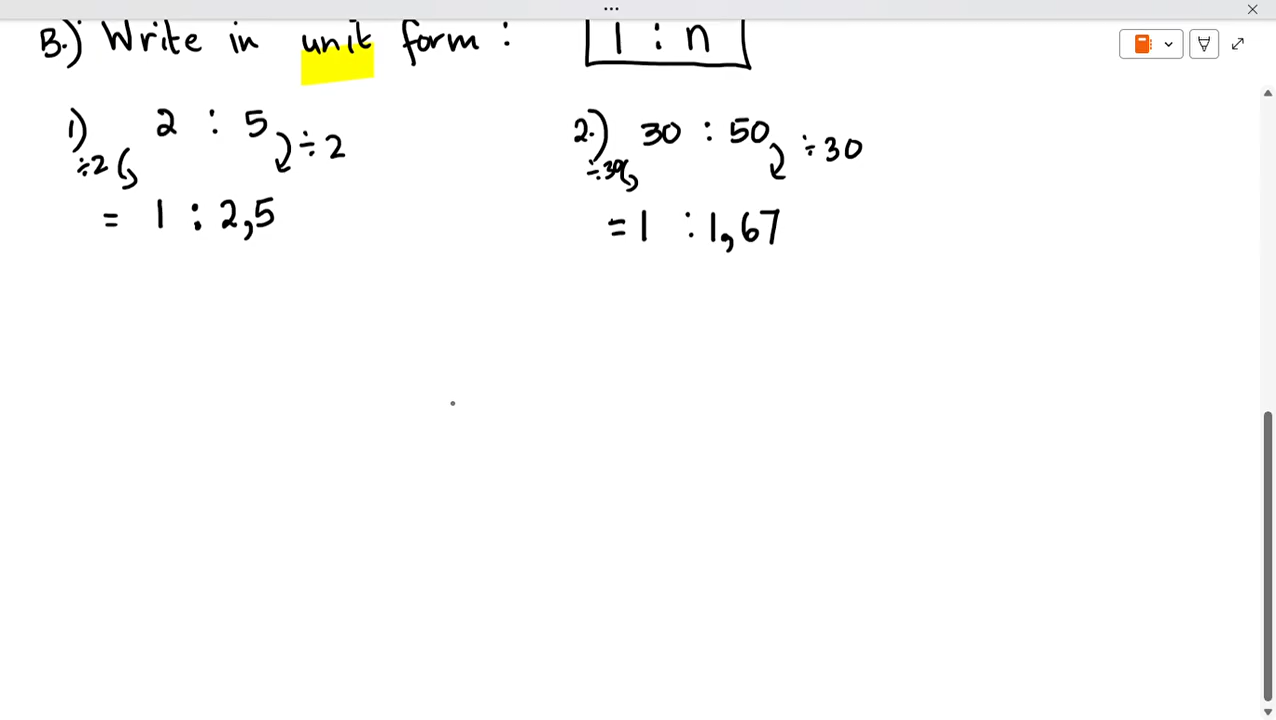 B.) Write in unit form : 1 : n
1) 2 : 5 ÷2
÷2
= 1 : 2,5
2.) 30 : 50 ÷30
÷30
= 1 : 1,67